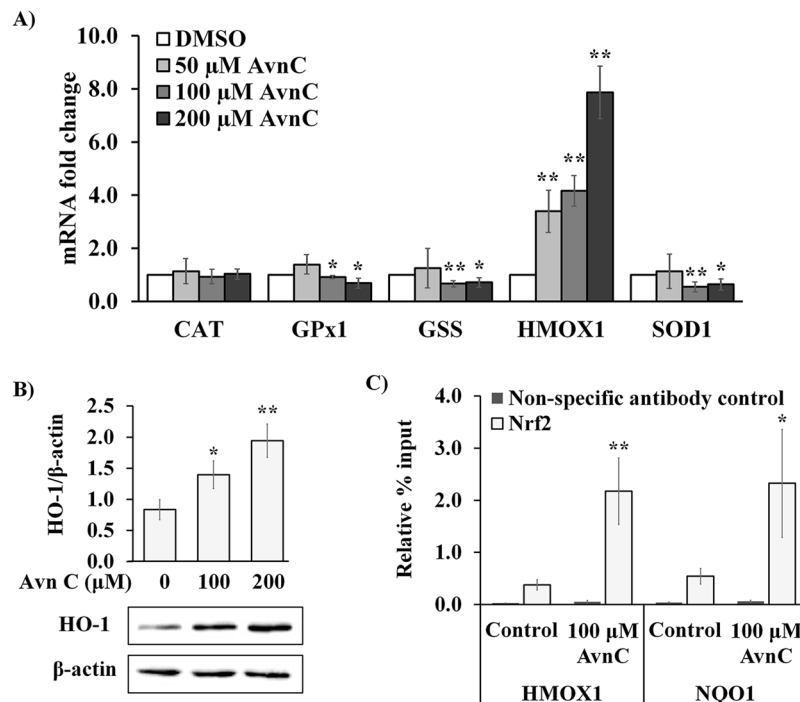 A)
mRNA fold change
10.0
8.0
6.0
4.0
2.0
0.0
DMSO
50 μM AvnC
100 μM AvnC
200 μM AvnC
* ** * ** * ** ** ** ** *
CAT GPx1 GSS HMOX1 SOD1
B)
HO-1/β-actin
2.5
2.0
1.5
1.0
0.5
0.0
* **
Avn C (μM) 0 100 200
HO-1
β-actin
C)
Relative % input
4.0
3.0
2.0
1.0
0.0
Non-specific antibody control
Nrf2
** *
Control 100 μM AvnC Control 100 μM AvnC
HMOX1 NQO1